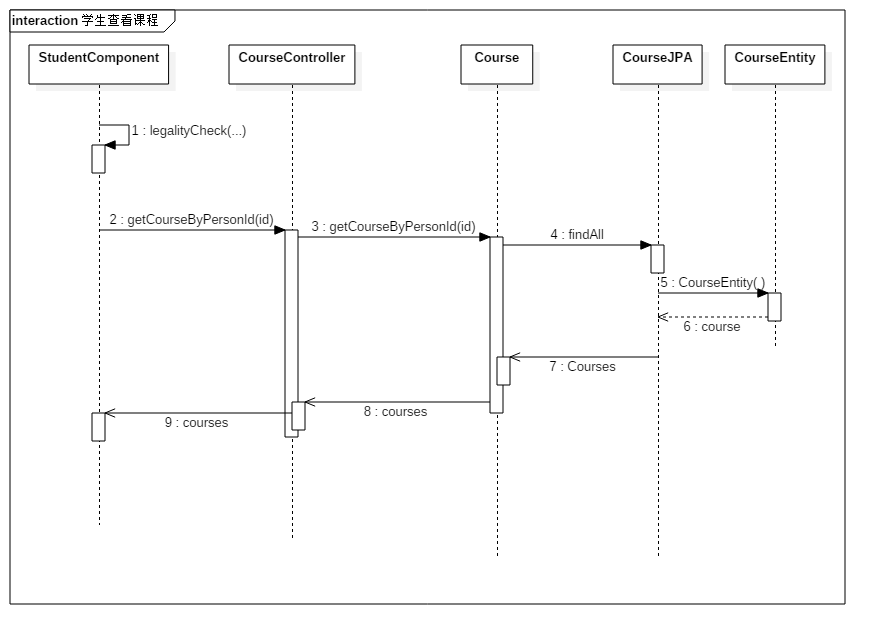 interaction 学生查看课程
StudentComponent
CourseController
Course
CourseJPA
CourseEntity
1 : legalityCheck(...)
2 : getCourseByPersonId(id)
3 : getCourseByPersonId(id)
4 : findAll
5 : CourseEntity( )
6 : course
7 : Courses
8 : courses
9 : courses